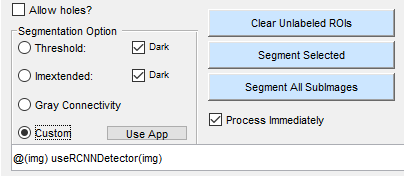 Allow holes?
Segmentation Option
Threshold:
Dark
Imextended:
Dark
Gray Connectivity
Custom
Use App
Clear Unlabeled ROIs
Segment Selected
Segment All SubImages
Process Immediately
@(img) useRCNNDetector(img)